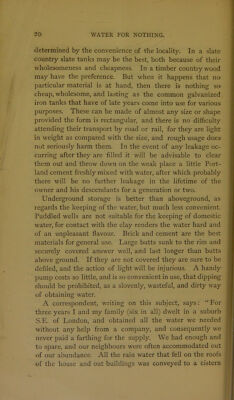 20 WATER FOR NOTHING.
determined by the convenience of the locality. In a slate
country slate tanks may be the best, both because of their
wholesomeness and cheapness. In a timber country wood
may have the preference. But when it happens that no
particular material is at hand, then there is nothing so
cheap, wholesome, and lasting as the common galvanized
iron tanks that have of late years come into use for various
purposes. These can be made of almost any size or shape
provided the form is rectangular, and there is no difficulty
attending their transport by road or rail, for they are light
in weight as compared with the size, and rough usage does
not seriously harm them. In the event of any leakage oc-
curring after they are filled it will be advisable to clear
them out and throw down on the weak place a little Port-
land cement freshly mixed with water, after which probably
there will be no further leakage in the lifetime of the
owner and his descendants for a generation or two.
Underground storage is better than aboveground, as
regards the keeping of the water, but much less convenient.
Puddled wells are not suitable for the keeping of domestic
water, for contact with the clay renders the water hard and
of an unpleasant flavour. Brick and cement are the best
materials for general use. Large butts sunk to the rim and
securely covered answer well, and last longer than butts
above ground. If they are not covered they are sure to be
defiled, and the action of light will be injurious. A handy
pump costs so little, and is so convenient in use, that dipping
should be prohibited, as a slovenly, wasteful, and dirty way
of obtaining water.
A correspondent, writing on this subject, says: "For
three years I and my family (six in all) dwelt in a suburb
S.E. of London, and obtained all the water we needed
without any help from a company, and consequently we
never paid a farthing for the supply. We had enough and
to spare, and our neighbours were often accommodated out
of our abundance. All the rain water that fell on the roofs
of the house and out buildings was conveyed to a cistern